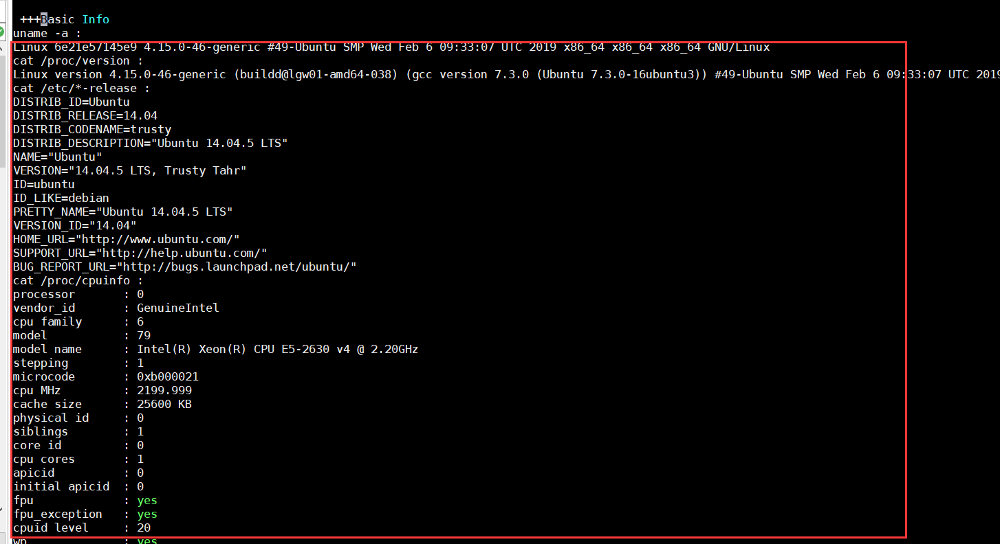 +++Basic Info
uname -a :
Linux 6e21e57145e9 4.15.0-46-generic #49-Ubuntu SMP Wed Feb 6 09:33:07 UTC 2019 x86_64 x86_64 x86_64 GNU/Linux
cat /proc/version :
Linux version 4.15.0-46-generic (buildd@lgw01-amd64-038) (gcc version 7.3.0 (Ubuntu 7.3.0-16ubuntu3)) #49-Ubuntu SMP Wed Feb 6 09:33:07 UTC 2019
cat /etc/*-release :
DISTRIB_ID=Ubuntu
DISTRIB_RELEASE=14.04
DISTRIB_CODENAME=trusty
DISTRIB_DESCRIPTION="Ubuntu 14.04.5 LTS"
NAME="Ubuntu"
VERSION="14.04.5 LTS, Trusty Tahr"
ID=ubuntu
ID_LIKE=debian
PRETTY_NAME="Ubuntu 14.04.5 LTS"
VERSION_ID="14.04"
HOME_URL="http://www.ubuntu.com/"
SUPPORT_URL="http://help.ubuntu.com/"
BUG_REPORT_URL="http://bugs.launchpad.net/ubuntu/"
cat /proc/cpuinfo :
processor : 0
vendor_id : GenuineIntel
cpu family : 6
model : 79
model name : Intel(R) Xeon(R) CPU E5-2630 v4 @ 2.20GHz
stepping : 1
microcode : 0xb000021
cpu MHz : 2199.999
cache size : 25600 KB
physical id : 0
siblings : 1
core id : 0
cpu cores : 1
apicid : 0
initial apicid : 0
fpu : yes
fpu_exception : yes
cpuid level : 20
wp : yes